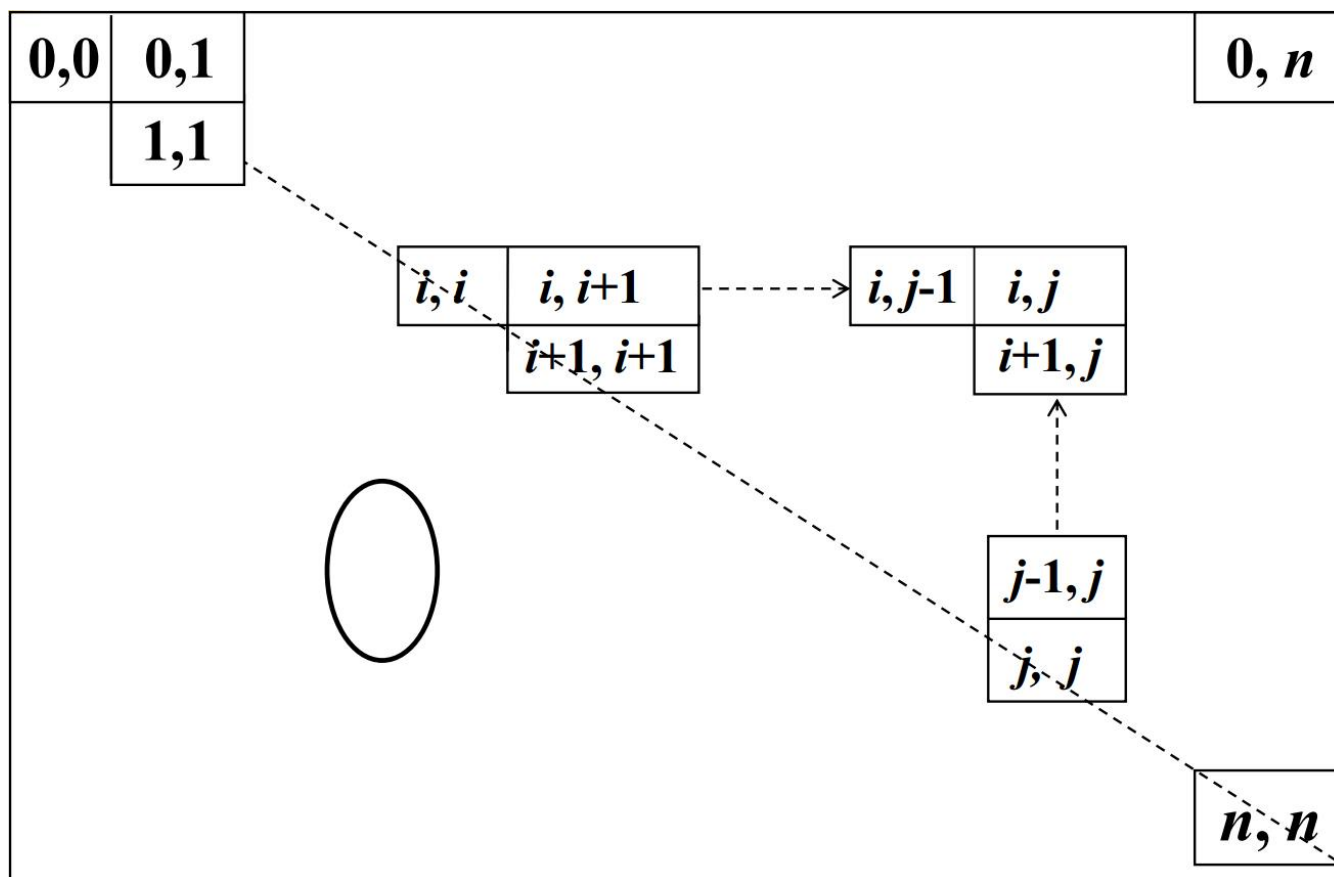 0,0 0,1 0, n
1,1
i, i i, i+1 i, j-1 i, j
i+1, i+1 i+1, j
j-1, j
j, j
n, n